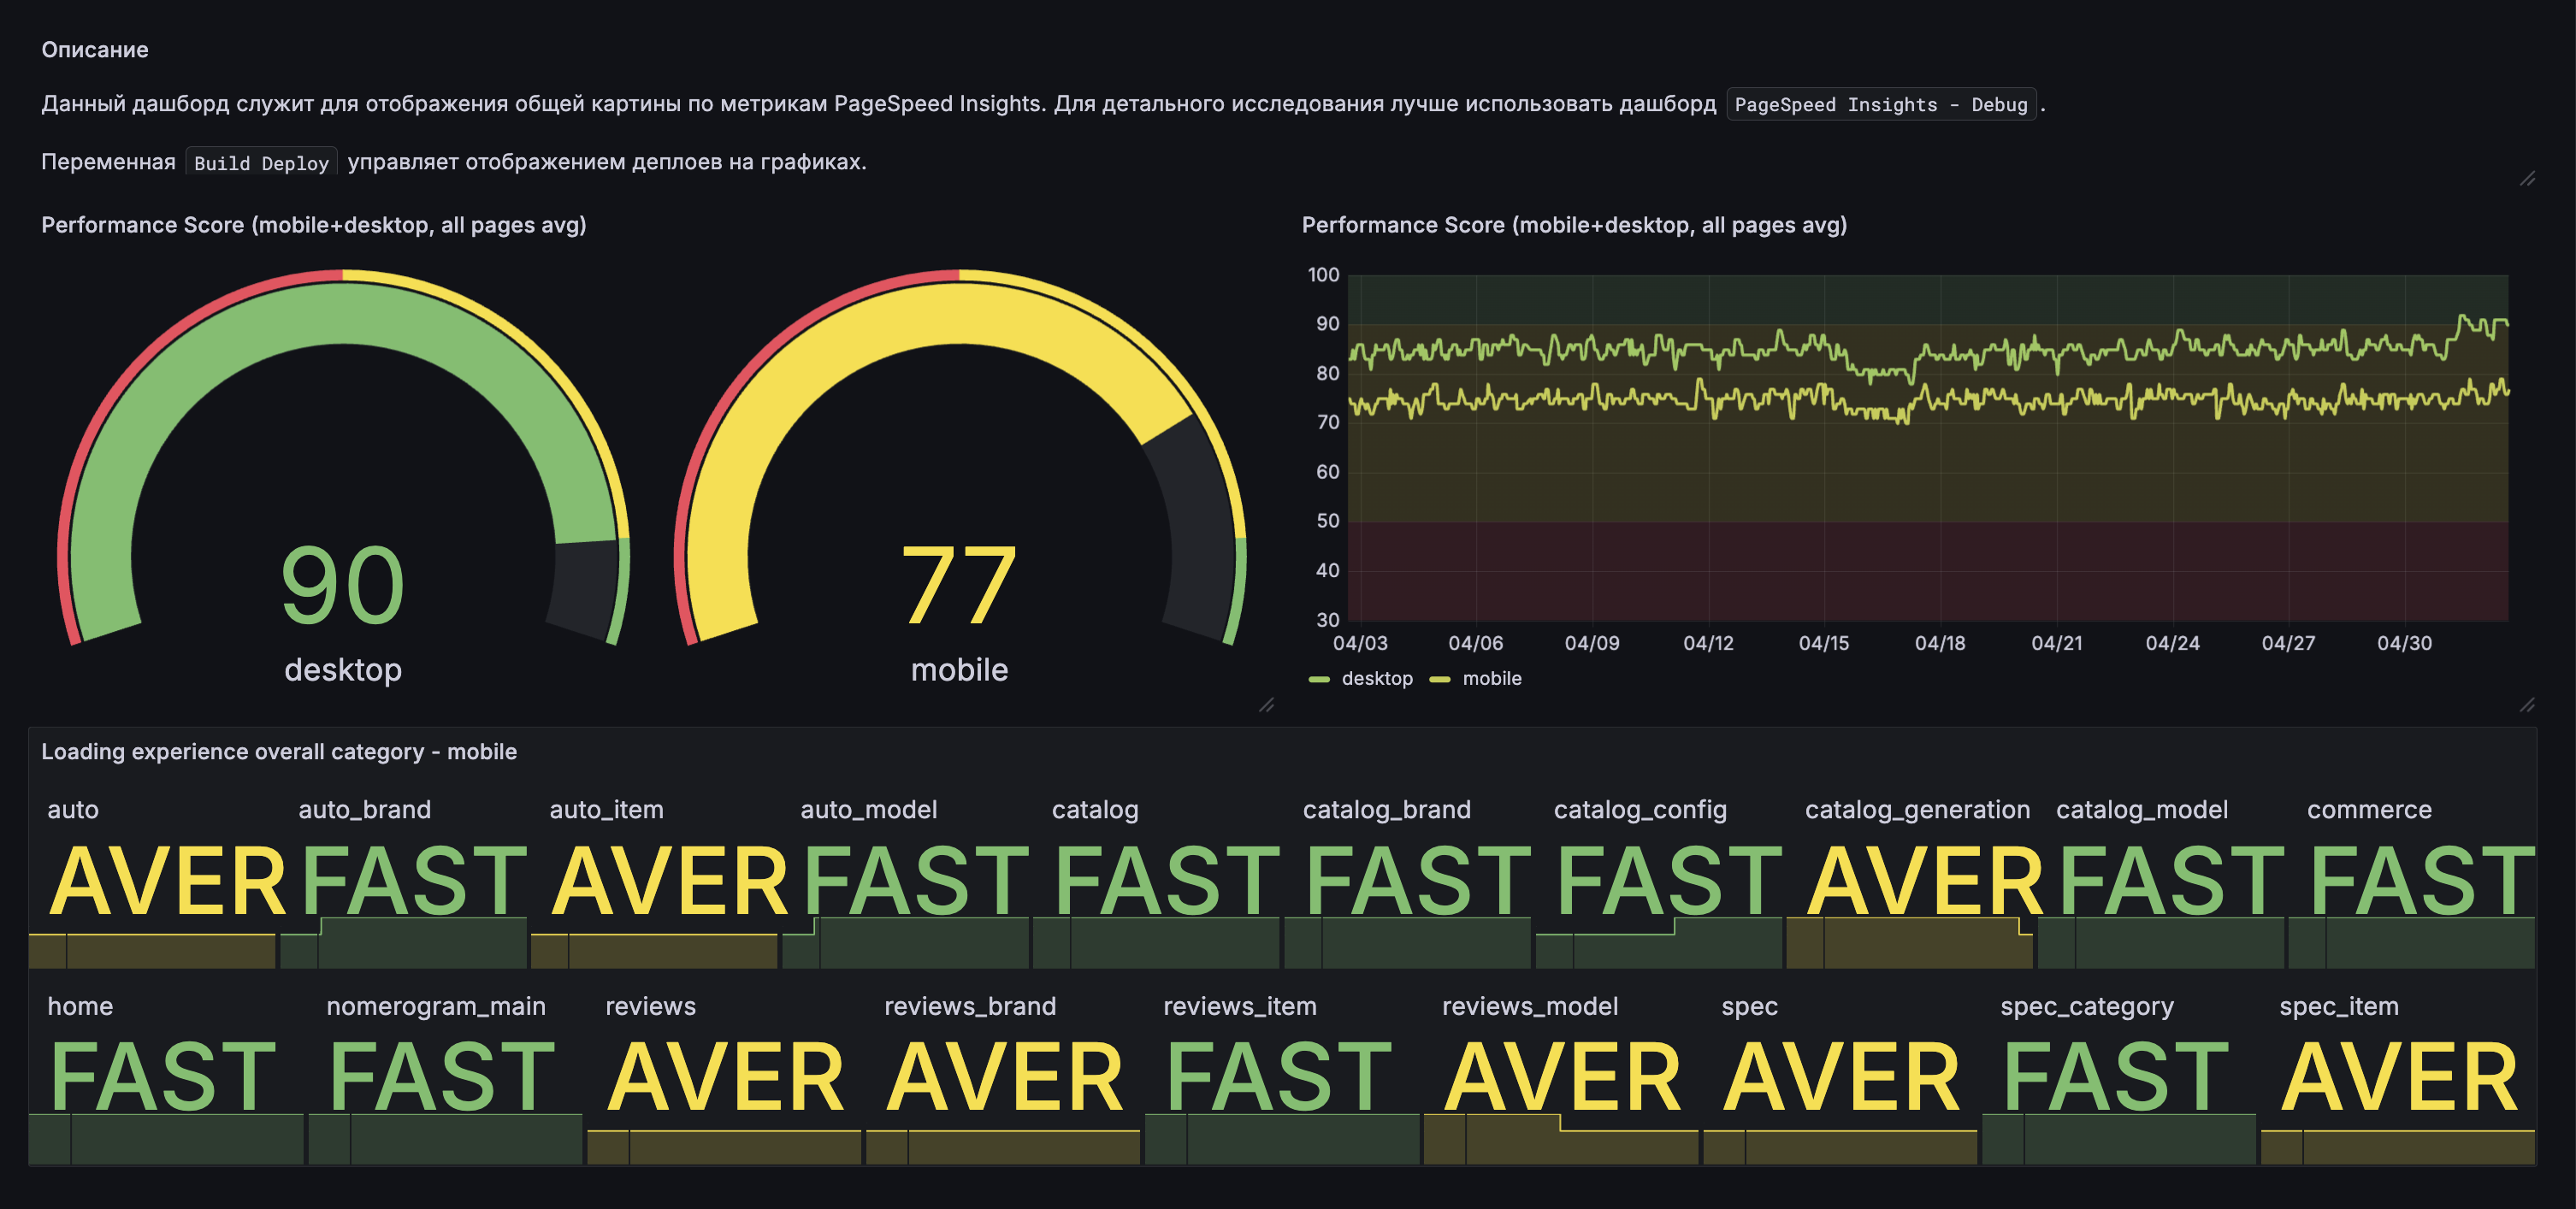 Описание
Данный дашборд служит для отображения общей картины по метрикам PageSpeed Insights. Для детального исследования лучше использовать дашборд PageSpeed Insights - Debug.
Переменная Build Deploy управляет отображением деплоев на графиках.
Performance Score (mobile+desktop, all pages avg)
90
desktop
77
mobile
Performance Score (mobile+desktop, all pages avg)
100
90
80
70
60
50
40
30
04/03 04/06 04/09 04/12 04/15 04/18 04/21 04/24 04/27 04/30
desktop mobile
Loading experience overall category - mobile
auto auto_brand auto_item auto_model catalog catalog_brand catalog_config catalog_generation catalog_model commerce
AVER FAST AVER FAST FAST FAST FAST AVER FAST FAST
home nomerogram_main reviews reviews_brand reviews_item reviews_model spec spec_category spec_item
FAST FAST AVER AVER FAST AVER AVER FAST AVER